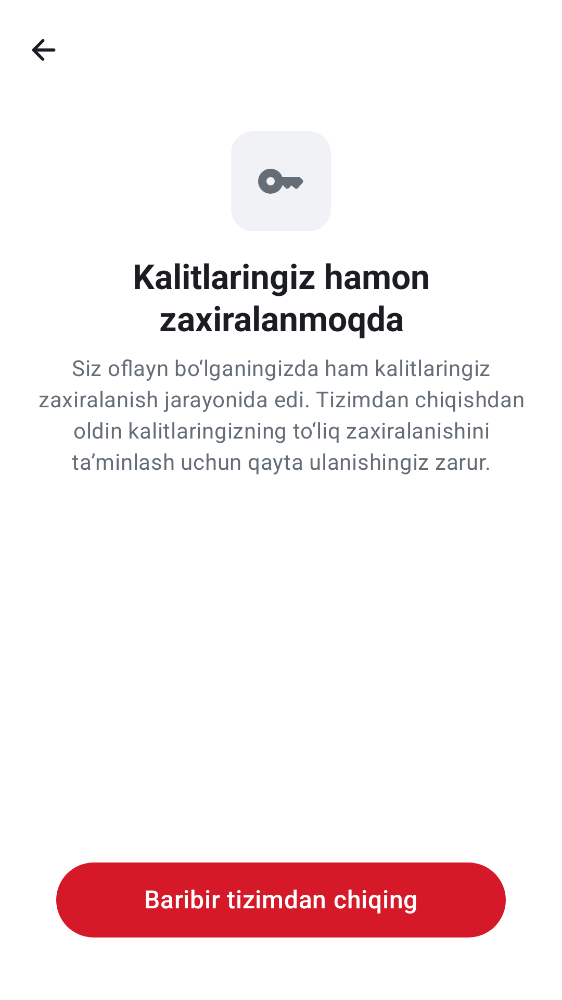 Kalitlaringiz hamon
zaxiralanmoqda
Siz oflayn bo‘lganingizda ham kalitlaringiz
zaxiralanish jarayonida edi. Tizimdan chiqishdan
oldin kalitlaringizning to‘liq zaxiralanishini
ta’minlash uchun qayta ulanishingiz zarur.
Baribir tizimdan chiqing